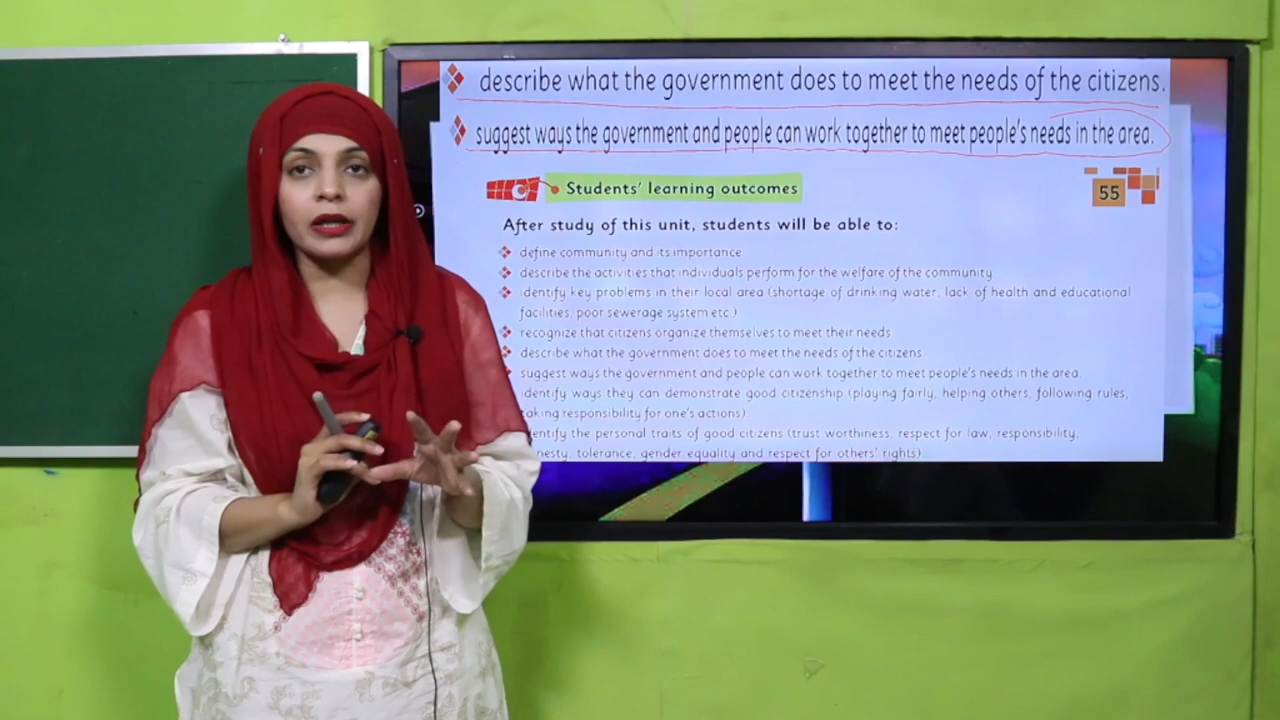 describe what the government does to meet the needs of the citizens.
suggest ways the government and people can work together to meet people's needs in the area.
Students' learning outcomes
55
After study of this unit, students will be able to:
define community and its importance
describe the activities that individuals perform for the welfare of the community
identify key problems in their local area (shortage of drinking water, lack of health and educational
facilities, poor sewerage system etc.)
recognize that citizens organize themselves to meet their needs
describe what the government does to meet the needs of the citizens
suggest ways the government and people can work together to meet people's needs in the area.
identify ways they can demonstrate good citizenship (playing fairly, helping others, following rules,
taking responsibility for one's actions)
identify the personal traits of good citizens (trust worthiness, respect for law, responsibility,
nesty, tolerance, gender equality and respect for others' rights)